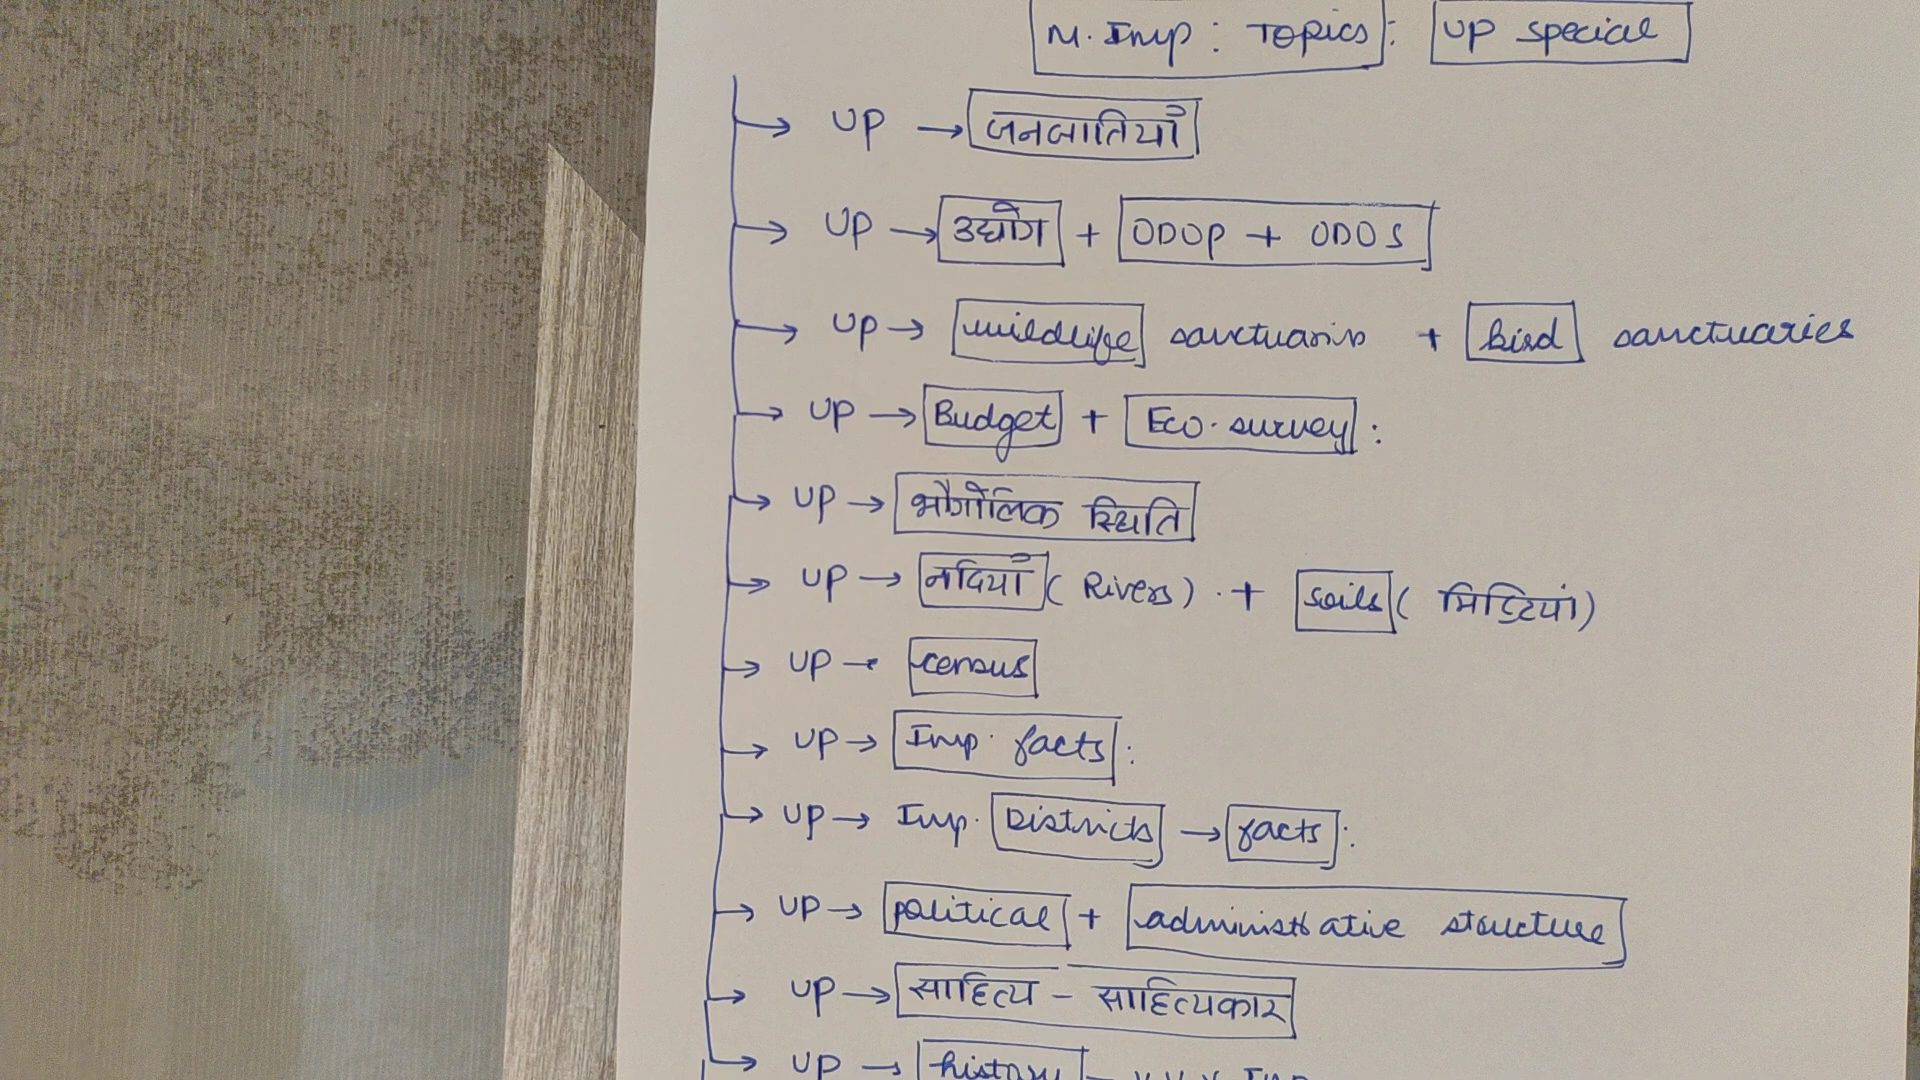 M. Imp : Topics : UP special
UP → जनजातियाँ
UP → उद्योग + ODOP + ODOS
UP → wildlife sanctuaries + bird sanctuaries
UP → Budget + Eco. survey :
UP → भौगोलिक स्थिति
UP → नदियाँ ( Rivers ) . + soils ( मिट्टियां )
UP → census
UP → Imp. facts :
UP → Imp. Districts → facts :
UP → political + administrative structure
UP → साहित्य - साहित्यकार
UP → history -